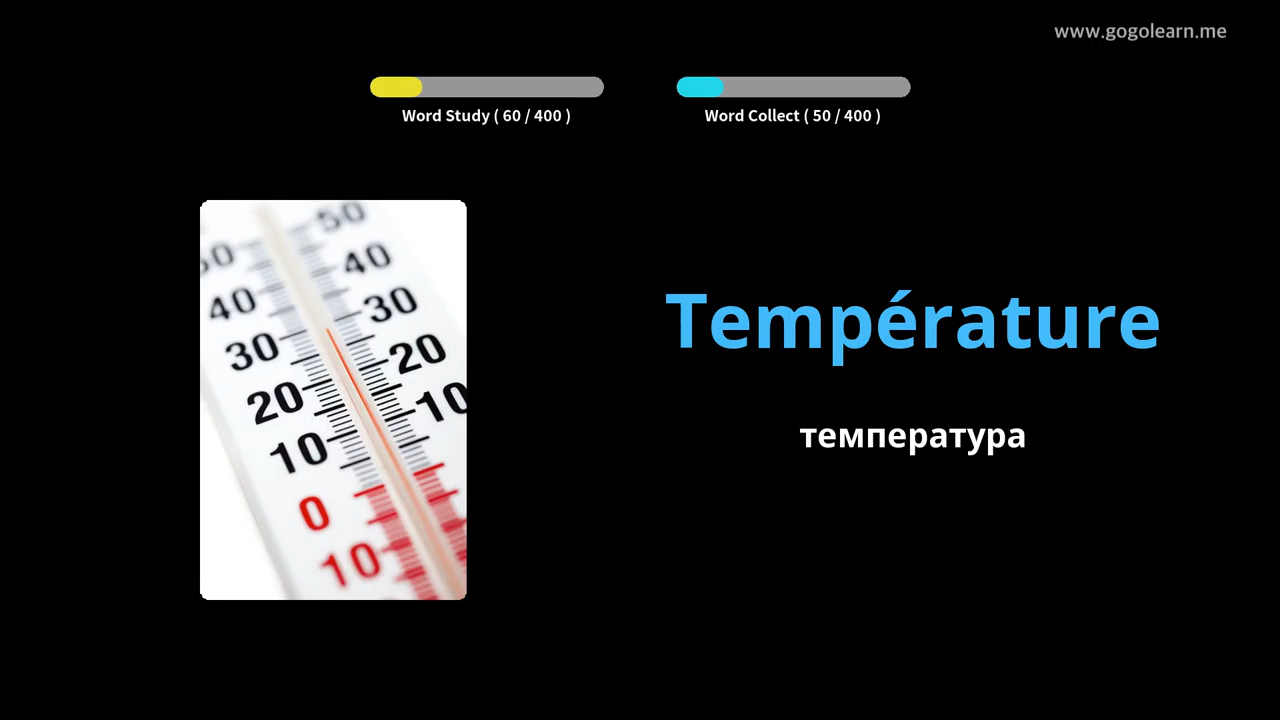 www.gogolearn.me
Word Study ( 60 / 400 )
Word Collect ( 50 / 400 )
50
50
40
40
30
30
20
20
10
10
0
10
Température
температура